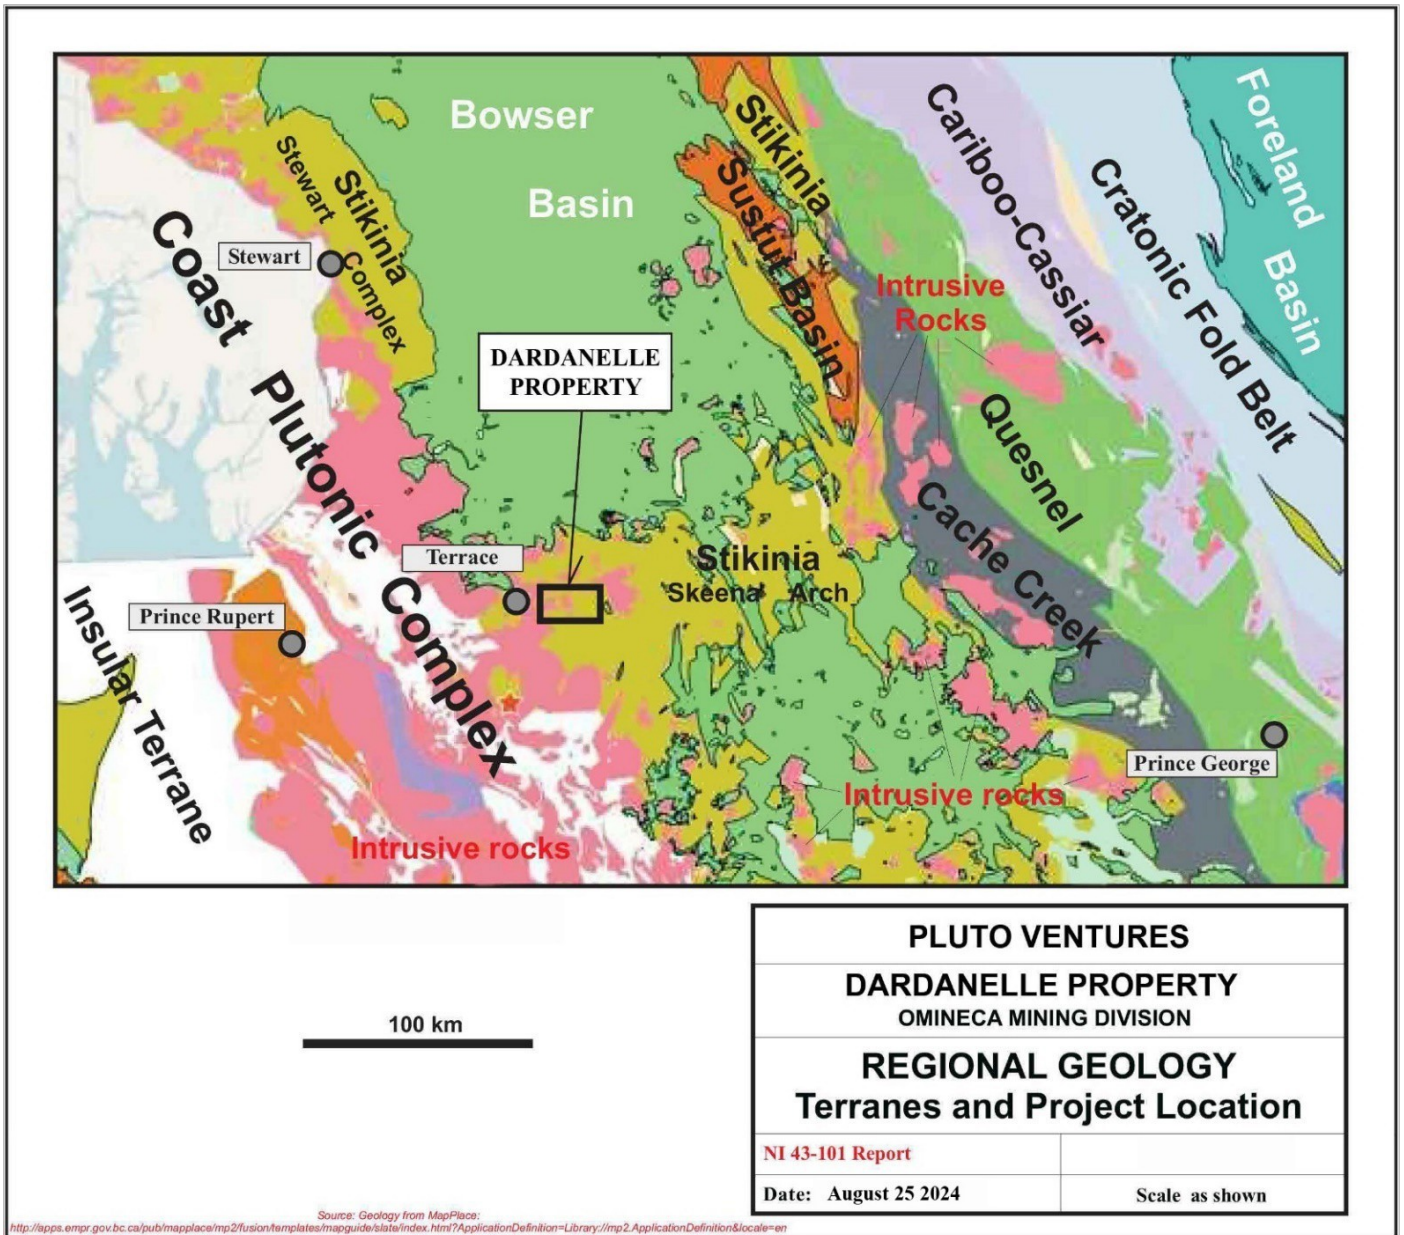 Bowser
Basin
Stikinia
Stewart Complex
Stewart
Coast Plutonic Complex
Stikinia
Sustut Basin
Cariboo-Cassiar
Cratonic Fold Belt
Foreland Basin
Intrusive
Rocks
Quesnel
Cache Creek
DARDANELLE
PROPERTY
Terrace
Stikinia
Skeena Arch
Prince Rupert
Insular Terrane
Prince George
Intrusive rocks
Intrusive rocks
100 km
PLUTO VENTURES
DARDANELLE PROPERTY
OMINECA MINING DIVISION
REGIONAL GEOLOGY
Terranes and Project Location
NI 43-101 Report
Date: August 25 2024
Scale as shown
Source: Geology from MapPlace:
http://apps.empr.gov.bc.ca/pub/mapplace/mp2/fusion/templates/mapguide/slate/index.html?ApplicationDefinition=Library://mp2.ApplicationDefinition&locale=en